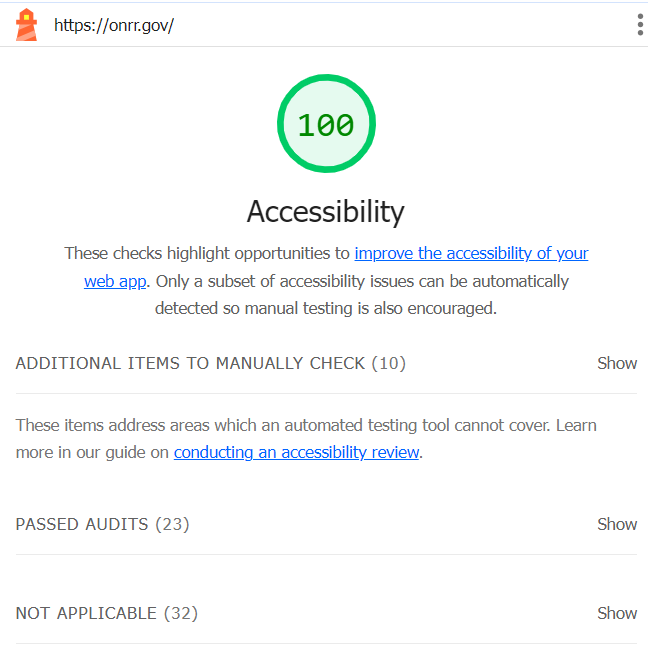 https://onrr.gov/
100
Accessibility
These checks highlight opportunities to improve the accessibility of your
web app. Only a subset of accessibility issues can be automatically
detected so manual testing is also encouraged.
ADDITIONAL ITEMS TO MANUALLY CHECK (10) Show
These items address areas which an automated testing tool cannot cover. Learn
more in our guide on conducting an accessibility review.
PASSED AUDITS (23) Show
NOT APPLICABLE (32) Show